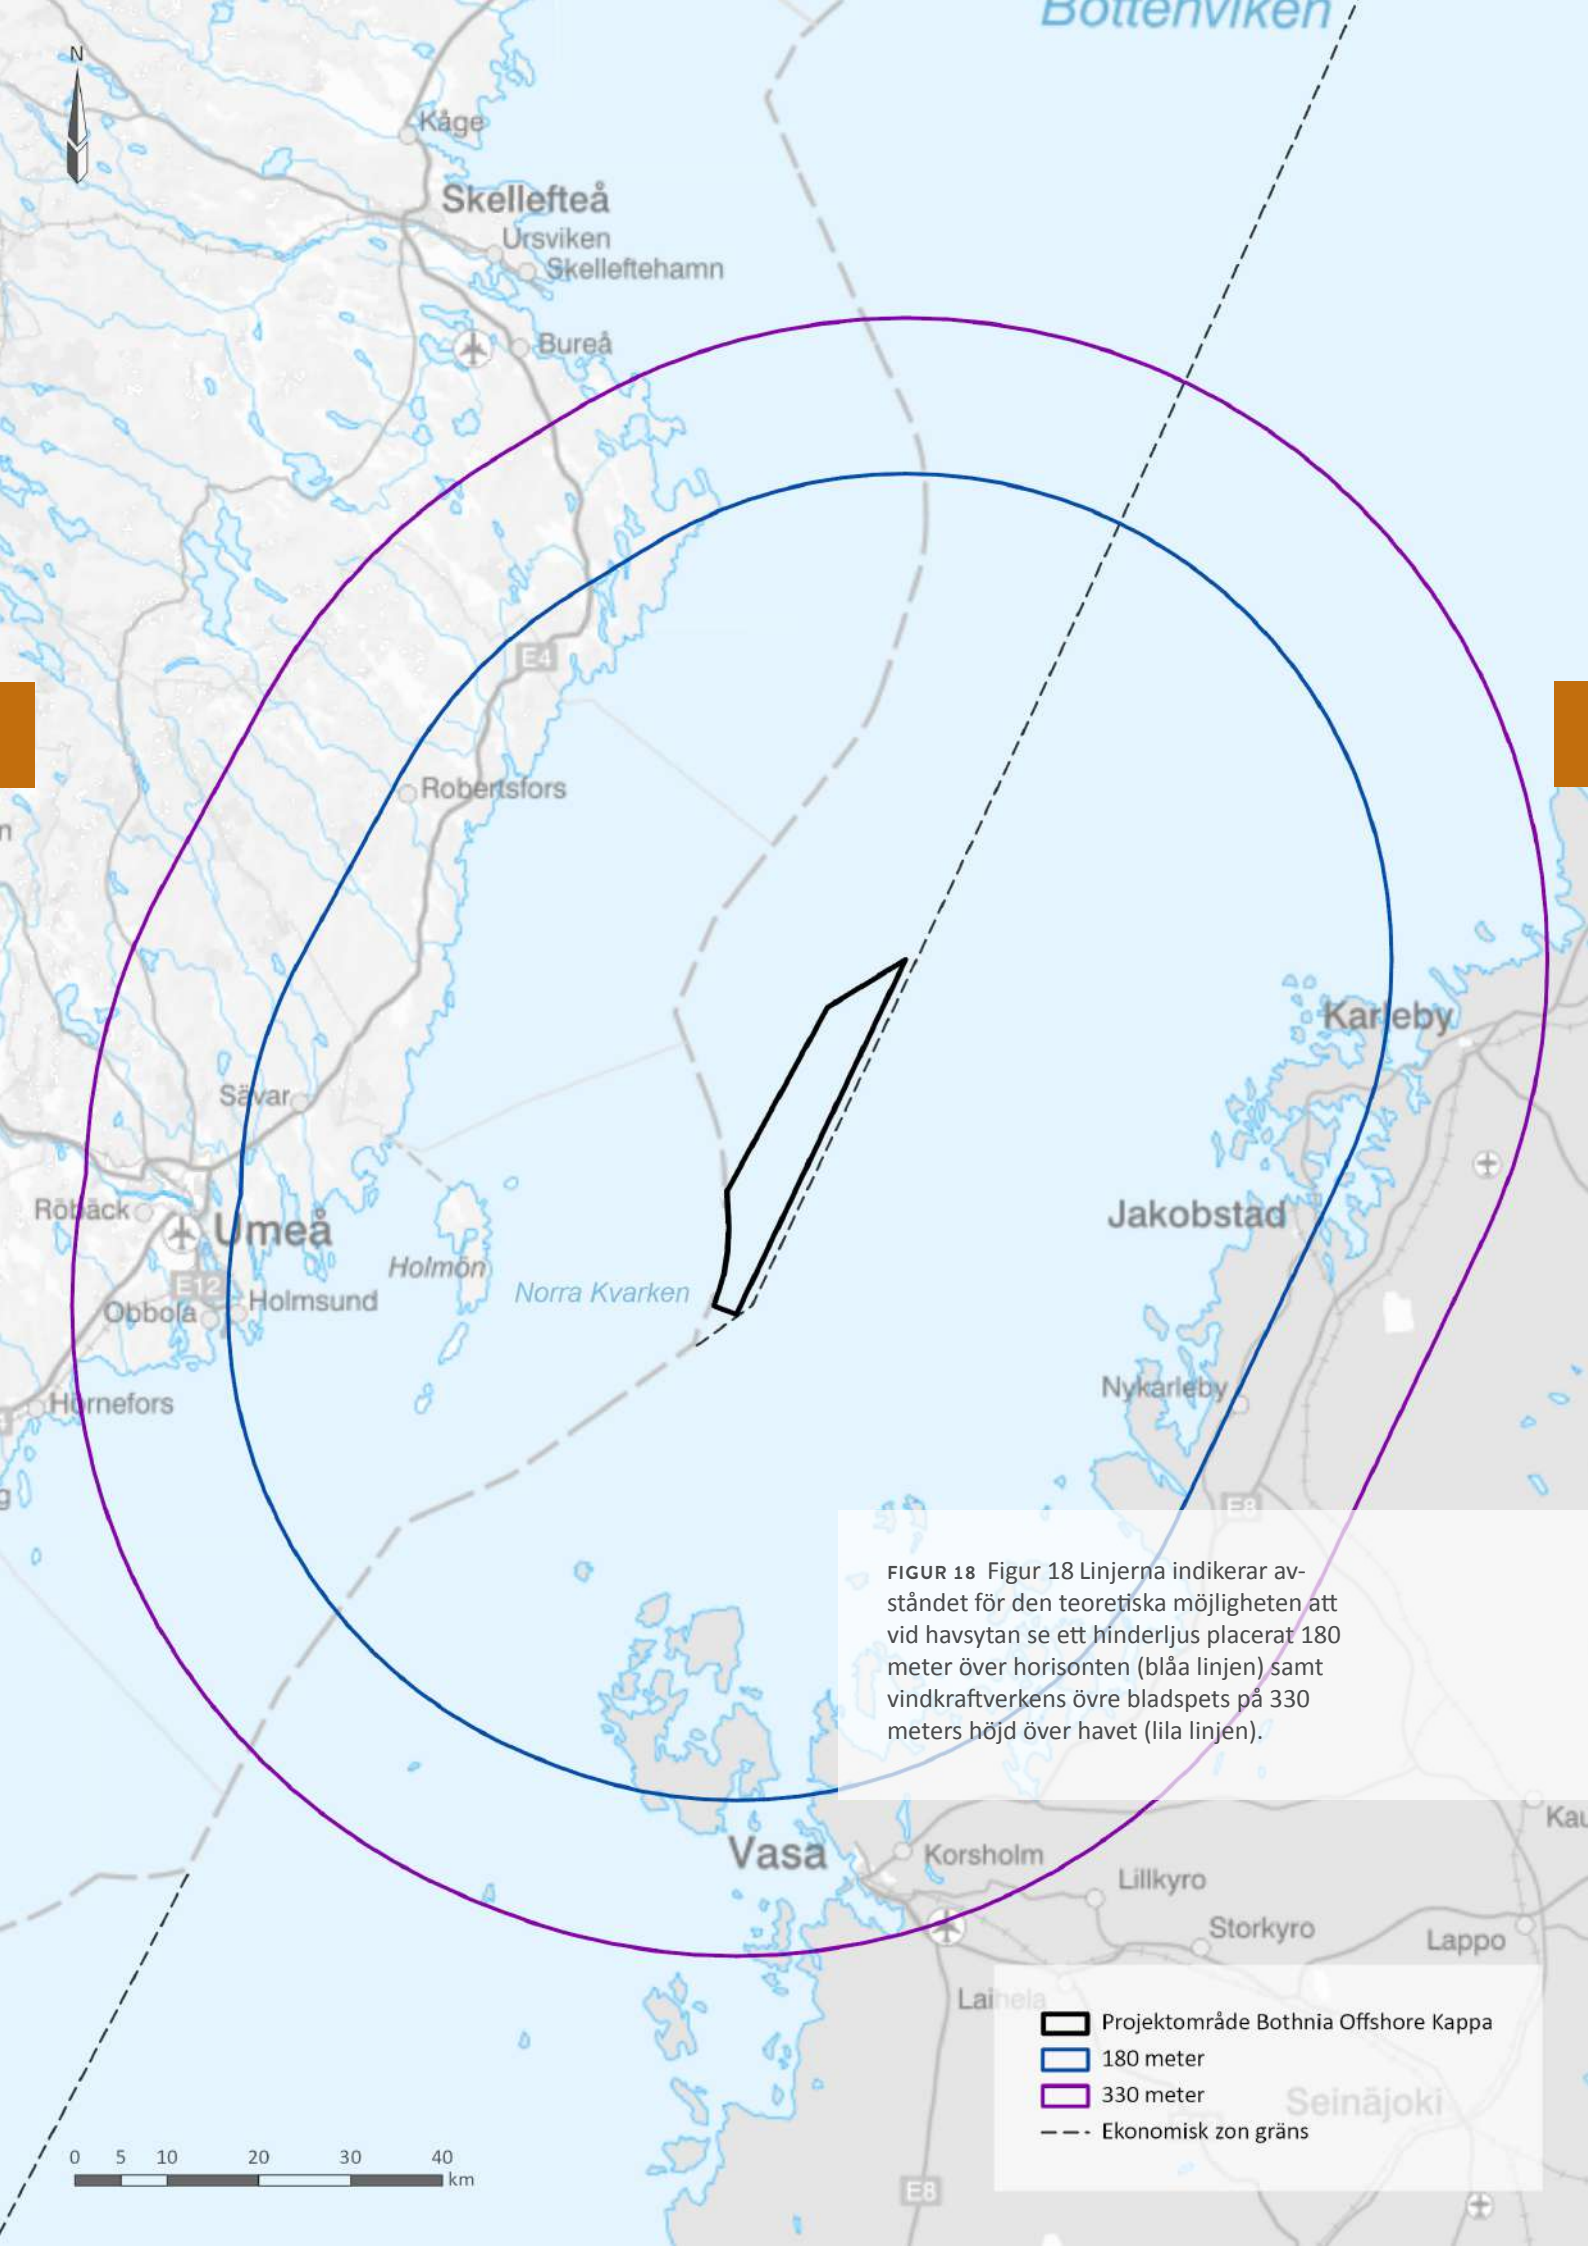 Bottenviken
N
Kåge
Skellefteå
Ursviken
Skelleftehamn
Bureå
E4
Robertsfors
Karleby
Sävar
Röbäck
Umeå
Jakobstad
Holmön
Norra Kvarken
E12
Holmsund
Obbola
Nykarleby
Hörnefors
E8
FIGUR 18 Figur 18 Linjerna indikerar av-
ståndet för den teoretiska möjligheten att
vid havsytan se ett hinderljus placerat 180
meter över horisonten (blåa linjen) samt
vindkraftverkens övre bladspets på 330
meters höjd över havet (lila linjen).
Kau
Vasa
Korsholm
Lillkyro
Storkyro
Lappo
Laihela
Projektområde Bothnia Offshore Kappa
180 meter
330 meter
Seinäjoki
Ekonomisk zon gräns
0 5 10 20 30 40
km
E8